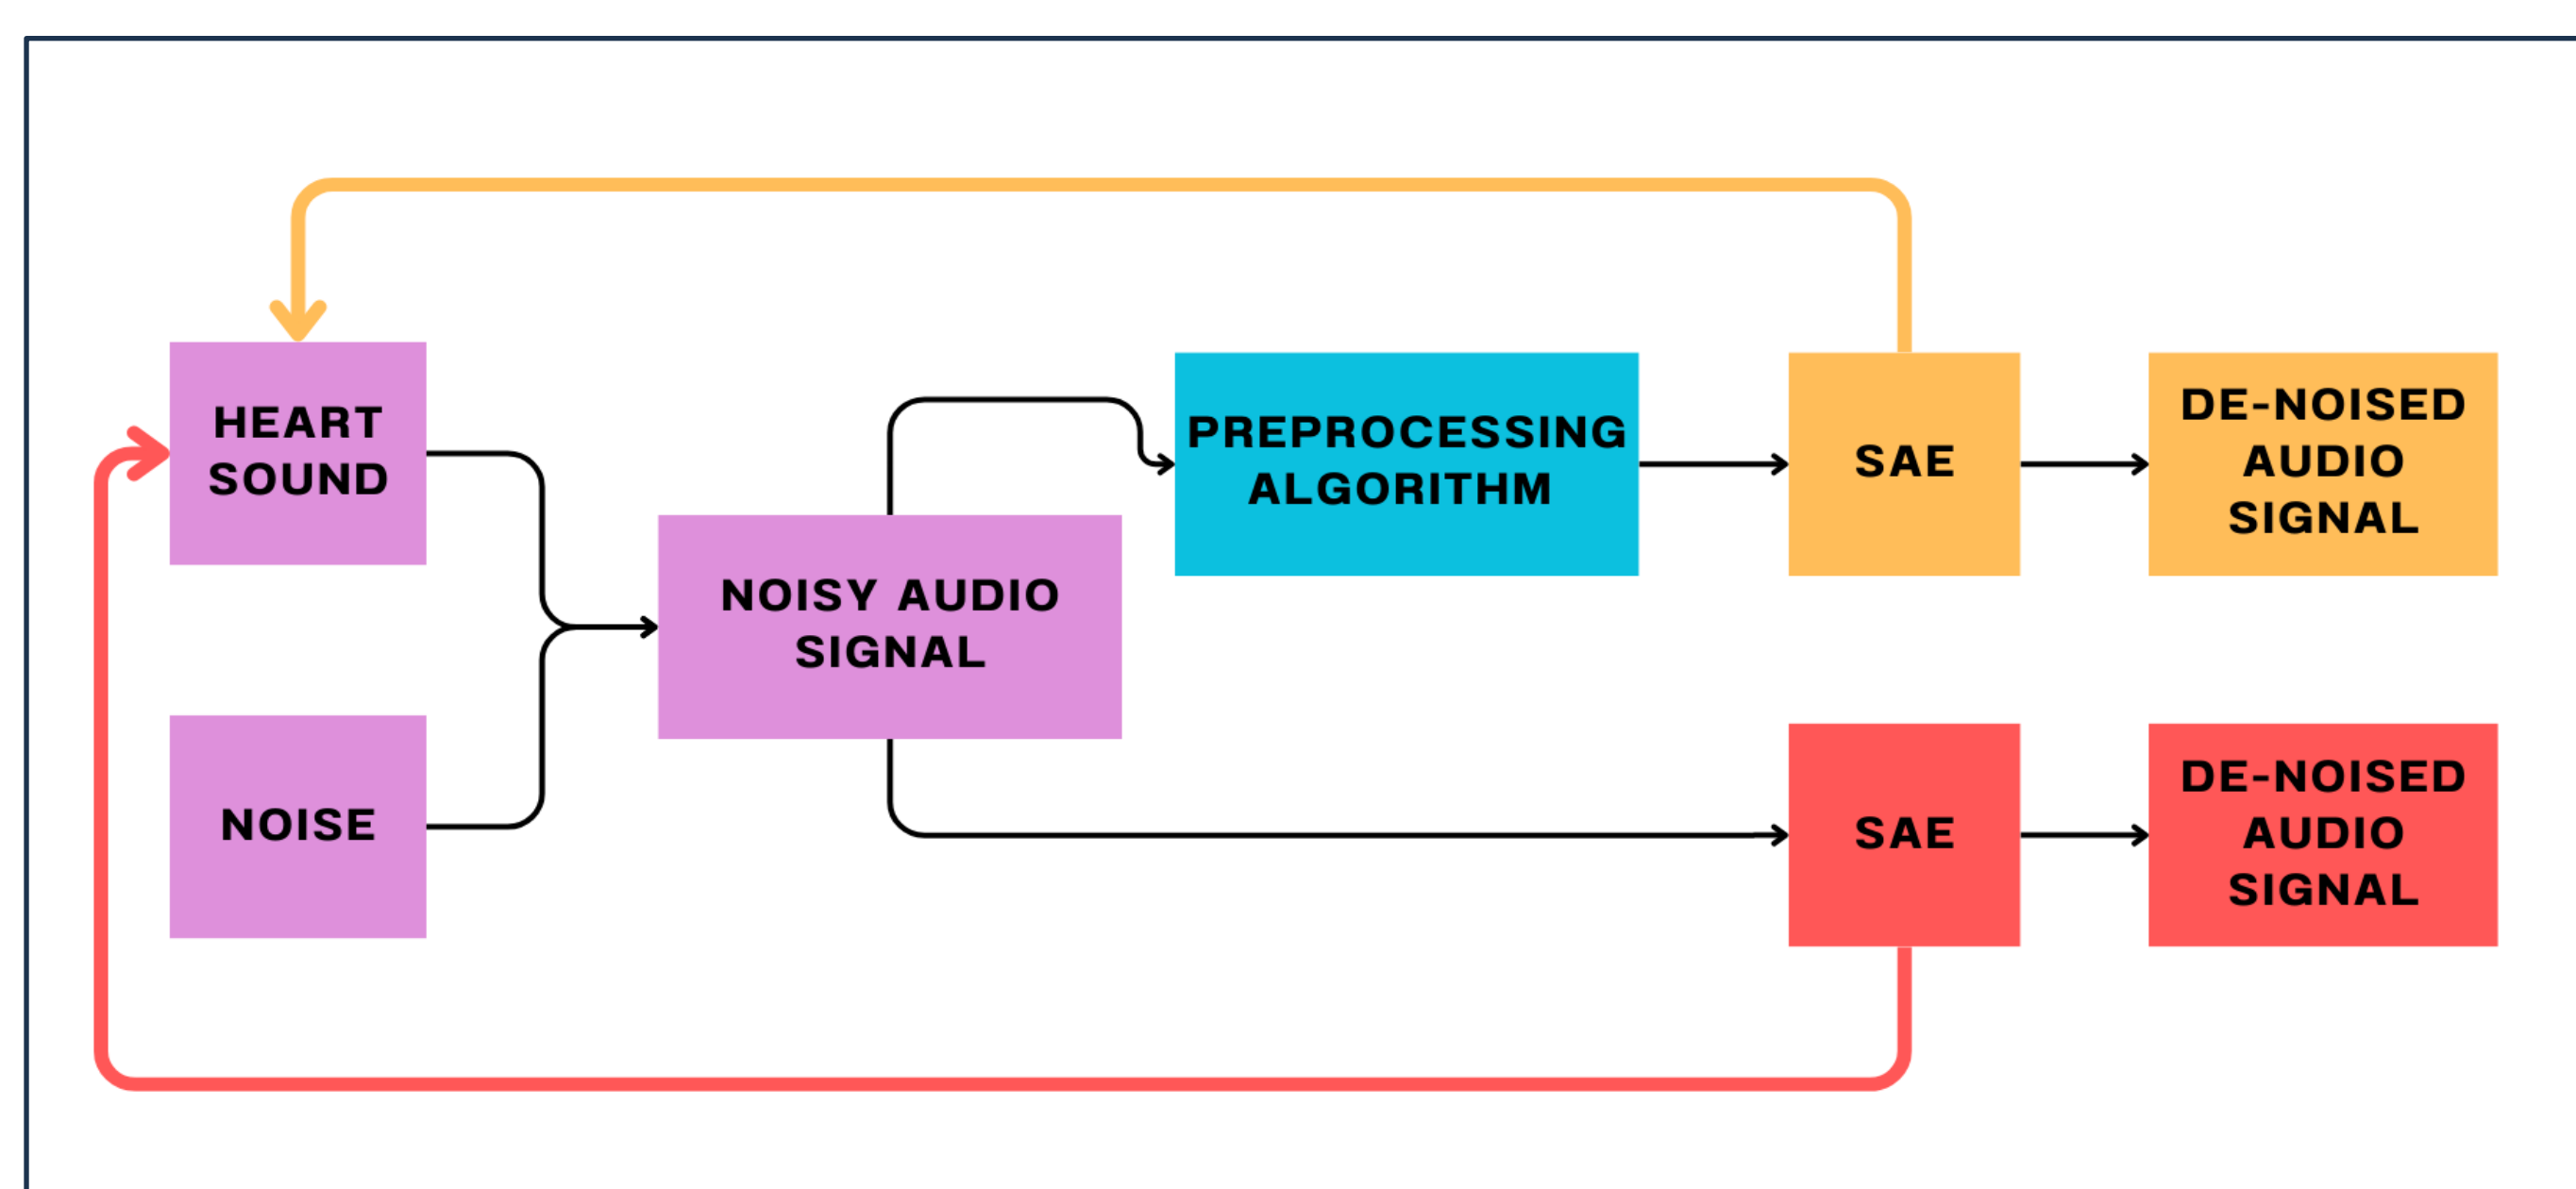 HEART
SOUND
NOISE
NOISY AUDIO
SIGNAL
PREPROCESSING
ALGORITHM
SAE
DE-NOISED
AUDIO
SIGNAL
SAE
DE-NOISED
AUDIO
SIGNAL